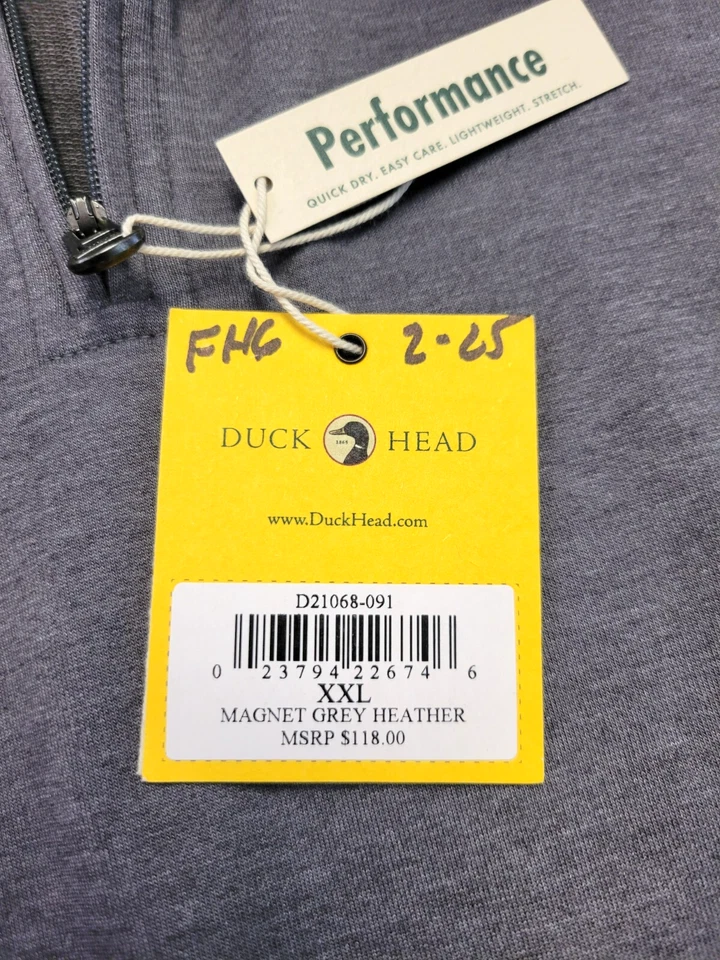 Performance
QUICK DRY. EASY CARE. LIGHTWEIGHT. STRETCH.
FHG 2-25
DUCK HEAD
www.DuckHead.com
D21068-091
0 23794 22674 6
XXL
MAGNET GREY HEATHER
MSRP $118.00